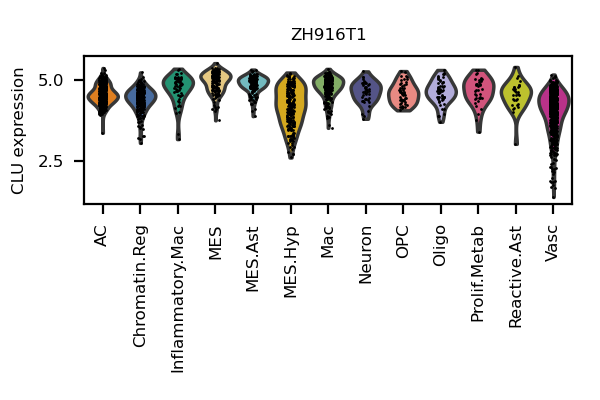 ZH916T1
CLU expression
5.0
2.5
AC
Chromatin.Reg
Inflammatory.Mac
MES
MES.Ast
MES.Hyp
Mac
Neuron
OPC
Oligo
Prolif.Metab
Reactive.Ast
Vasc